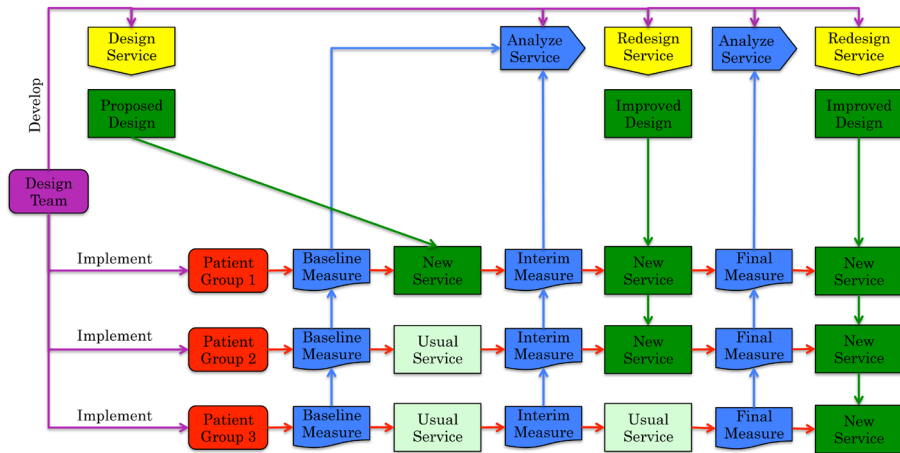 Design
Service
Analyze
Service
Redesign
Service
Analyze
Service
Redesign
Service
Develop
Proposed
Design
Improved
Design
Improved
Design
Design
Team
Implement
Patient
Group 1
Baseline
Measure
New
Service
Interim
Measure
New
Service
Final
Measure
New
Service
Implement
Patient
Group 2
Baseline
Measure
Usual
Service
Interim
Measure
New
Service
Final
Measure
New
Service
Implement
Patient
Group 3
Baseline
Measure
Usual
Service
Interim
Measure
Usual
Service
Final
Measure
New
Service